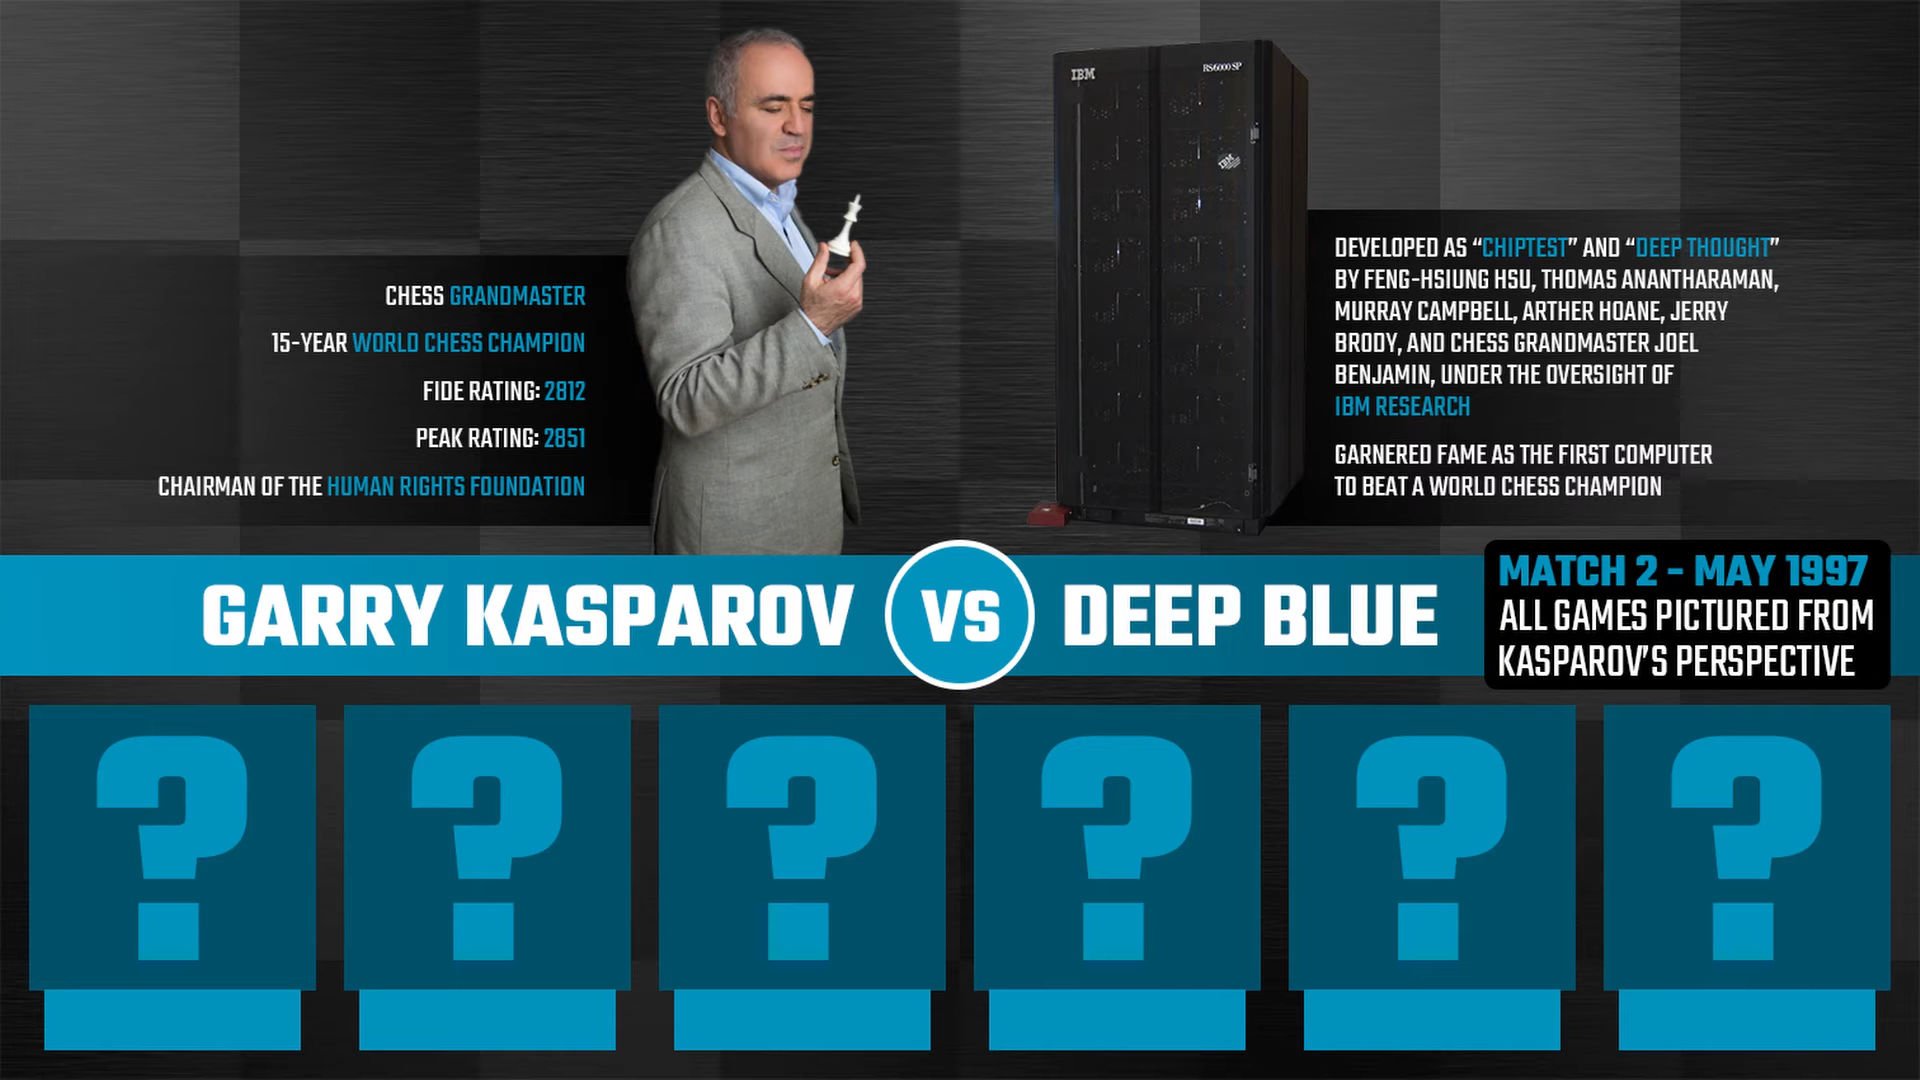 IBM
RS6000 SP
IBM
CHESS GRANDMASTER
15-YEAR WORLD CHESS CHAMPION
FIDE RATING: 2812
PEAK RATING: 2851
CHAIRMAN OF THE HUMAN RIGHTS FOUNDATION
DEVELOPED AS “CHIPTEST” AND “DEEP THOUGHT”
BY FENG-HSIUNG HSU, THOMAS ANANTHARAMAN,
MURRAY CAMPBELL, ARTHER HOANE, JERRY
BRODY, AND CHESS GRANDMASTER JOEL
BENJAMIN, UNDER THE OVERSIGHT OF
IBM RESEARCH
GARNERED FAME AS THE FIRST COMPUTER
TO BEAT A WORLD CHESS CHAMPION
GARRY KASPAROV VS DEEP BLUE
MATCH 2 - MAY 1997
ALL GAMES PICTURED FROM
KASPAROV'S PERSPECTIVE
? ? ? ? ? ?